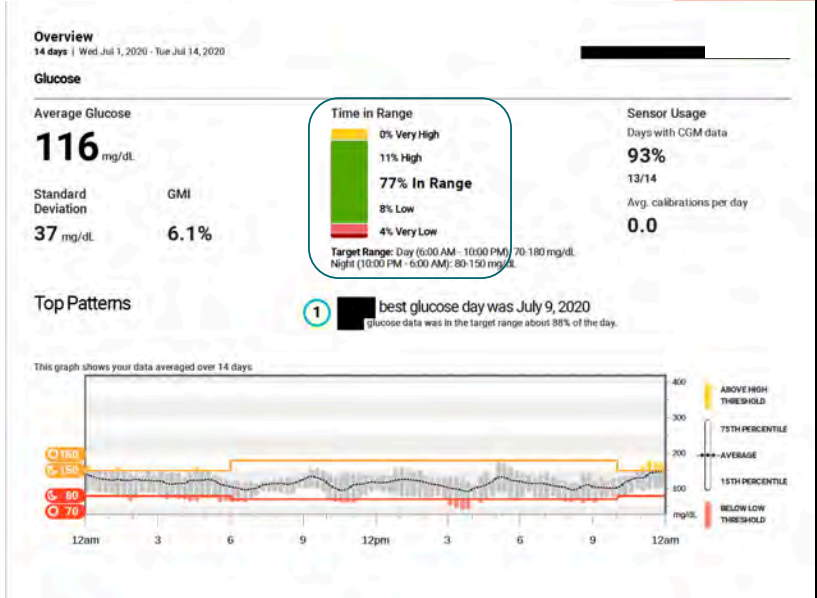 Overview
14 days | Wed Jul 1, 2020 - Tue Jul 14, 2020
Glucose
Average Glucose
116 mg/dL
Standard Deviation
37 mg/dL
GMI
6.1%
Time in Range
0% Very High
11% High
77% In Range
8% Low
4% Very Low
Target Range: Day (6:00 AM - 10:00 PM): 70-180 mg/dL
Night (10:00 PM - 6:00 AM): 80-150 mg/dL
Sensor Usage
Days with CGM data
93%
13/14
Avg. calibrations per day
0.0
Top Patterns
1
best glucose day was July 9, 2020
glucose data was in the target range about 88% of the day.
This graph shows your data averaged over 14 days
400
300
200
100
mg/dL
150
80
70
12am 3 6 9 12pm 3 6 9 12am
ABOVE HIGH
THRESHOLD
75TH PERCENTILE
AVERAGE
15TH PERCENTILE
BELOW LOW
THRESHOLD